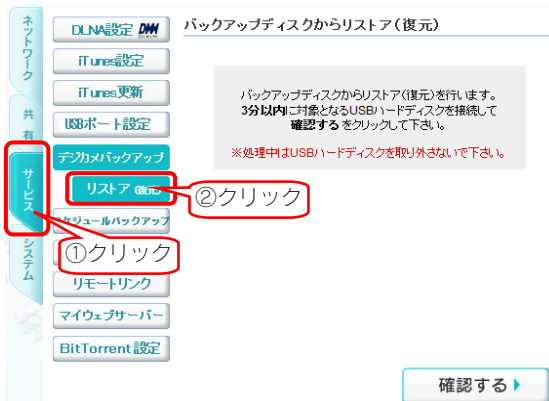 ネットワーク
共有
サービス
システム
DLNA設定
iTunes設定
iTunes更新
USBポート設定
デジカメバックアップ
リストア(復元)
スケジュールバックアップ
リモートリンク
マイウェブサーバー
BitTorrent設定
①クリック
②クリック
バックアップディスクからリストア(復元)
バックアップディスクからリストア(復元)を行います。
3分以内に対象となるUSBハードディスクを接続して
確認する をクリックして下さい。
※処理中はUSBハードディスクを取り外さないで下さい。
確認する